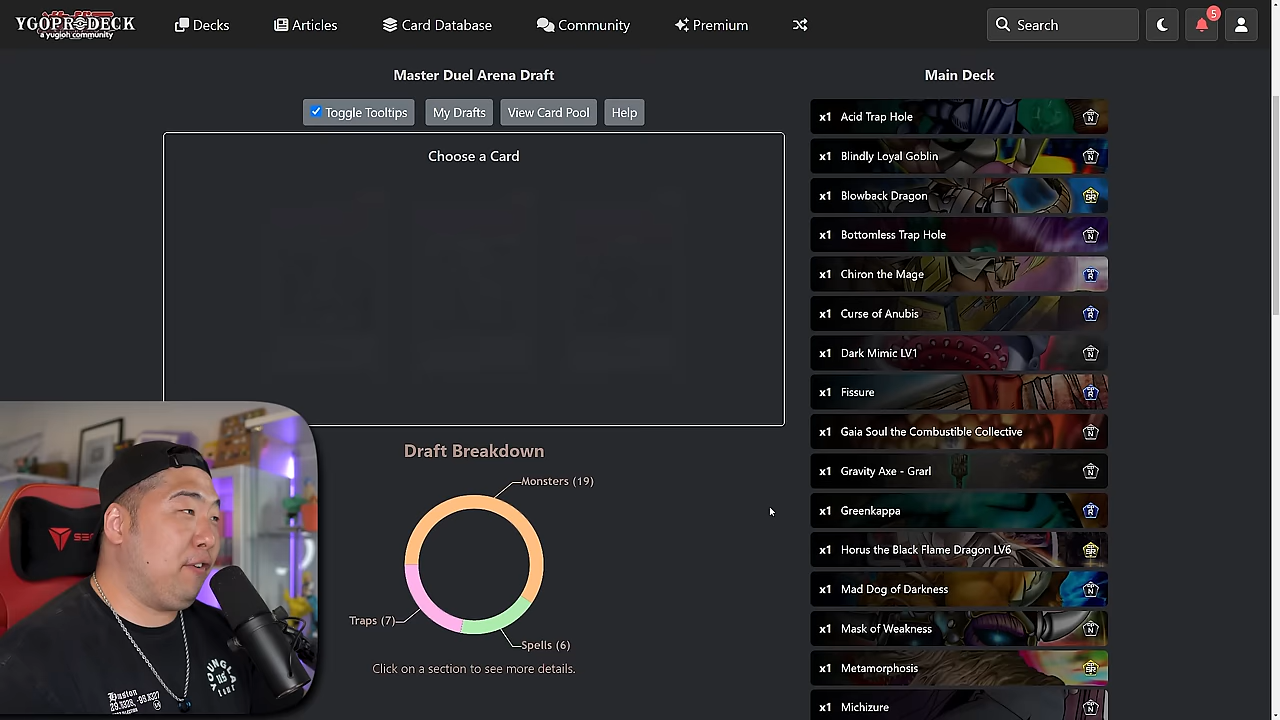 YGOPRODECK
a yugioh community
Decks
Articles
Card Database
Community
Premium
Search
5
Master Duel Arena Draft
Toggle Tooltips
My Drafts
View Card Pool
Help
Choose a Card
Draft Breakdown
Monsters (19)
Traps (7)
Spells (6)
Click on a section to see more details.
Main Deck
x1 Acid Trap Hole N
x1 Blindly Loyal Goblin N
x1 Blowback Dragon SR
x1 Bottomless Trap Hole N
x1 Chiron the Mage R
x1 Curse of Anubis R
x1 Dark Mimic LV1 N
x1 Fissure R
x1 Gaia Soul the Combustible Collective N
x1 Gravity Axe - Grarl N
x1 Greenkappa R
x1 Horus the Black Flame Dragon LV6 SR
x1 Mad Dog of Darkness N
x1 Mask of Weakness N
x1 Metamorphosis SR
x1 Michizure N